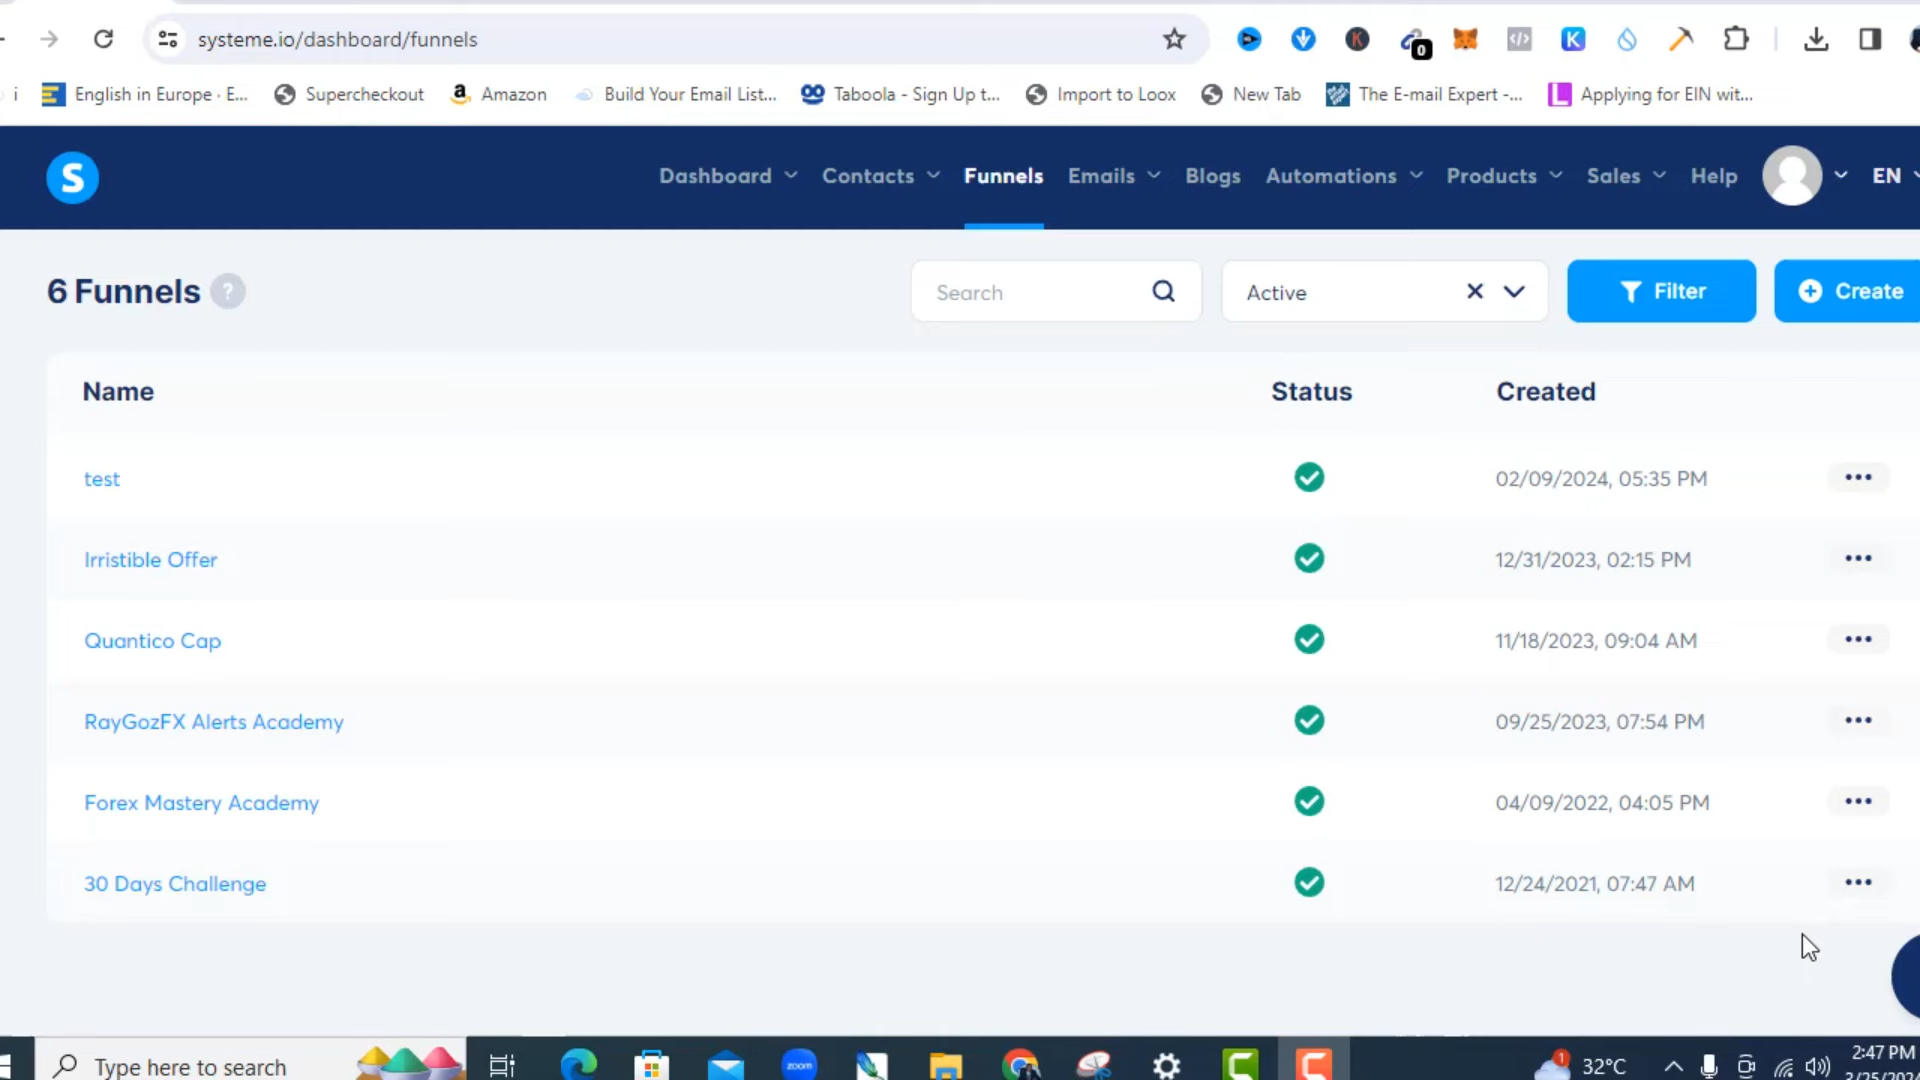 systeme.io/dashboard/funnels
0
i English in Europe · E... Supercheckout Amazon Build Your Email List... Taboola - Sign Up t... Import to Loox New Tab The E-mail Expert -... Applying for EIN wit...
S Dashboard Contacts Funnels Emails Blogs Automations Products Sales Help EN
6 Funnels ? Search Active Filter Create
Name Status Created
test 02/09/2024, 05:35 PM
Irristible Offer 12/31/2023, 02:15 PM
Quantico Cap 11/18/2023, 09:04 AM
RayGozFX Alerts Academy 09/25/2023, 07:54 PM
Forex Mastery Academy 04/09/2022, 04:05 PM
30 Days Challenge 12/24/2021, 07:47 AM
Type here to search zoom 1 32°C 2:47 PM